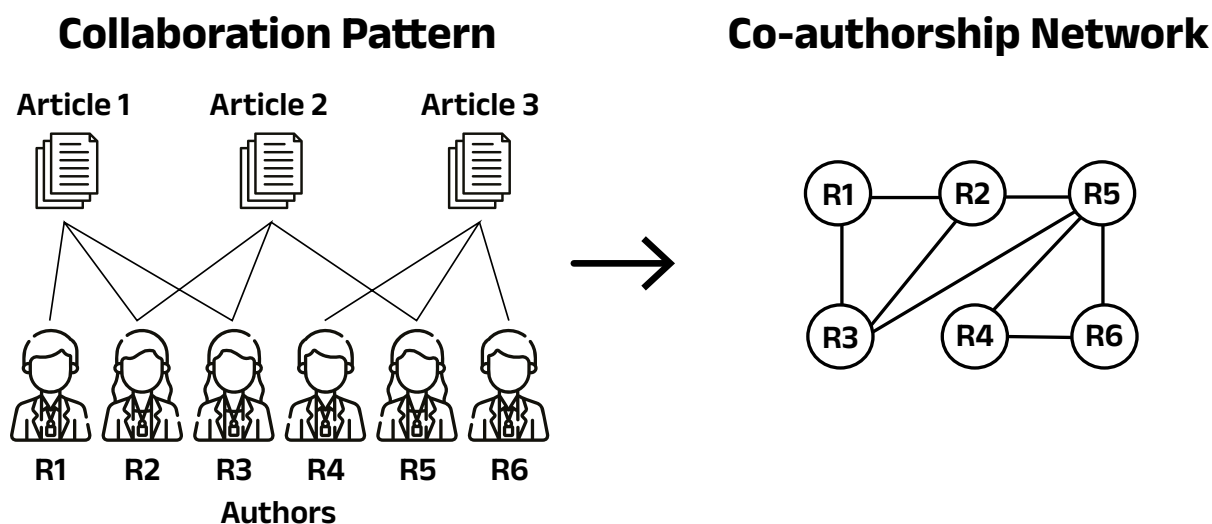 Collaboration Pattern
Co-authorship Network
Article 1
Article 2
Article 3
R1
R2
R5
R3
R4
R6
R1
R2
R3
R4
R5
R6
Authors